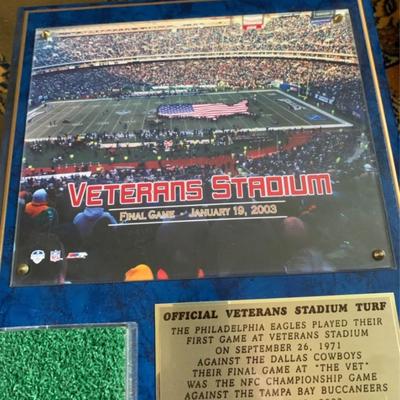 VETERANS STADIUM
FINAL GAME - JANUARY 19, 2003
OFFICIAL VETERANS STADIUM TURF
THE PHILADELPHIA EAGLES PLAYED THEIR
FIRST GAME AT VETERANS STADIUM
ON SEPTEMBER 26, 1971
AGAINST THE DALLAS COWBOYS
THEIR FINAL GAME AT "THE VET"
WAS THE NFC CHAMPIONSHIP GAME
AGAINST THE TAMPA BAY BUCCANEERS